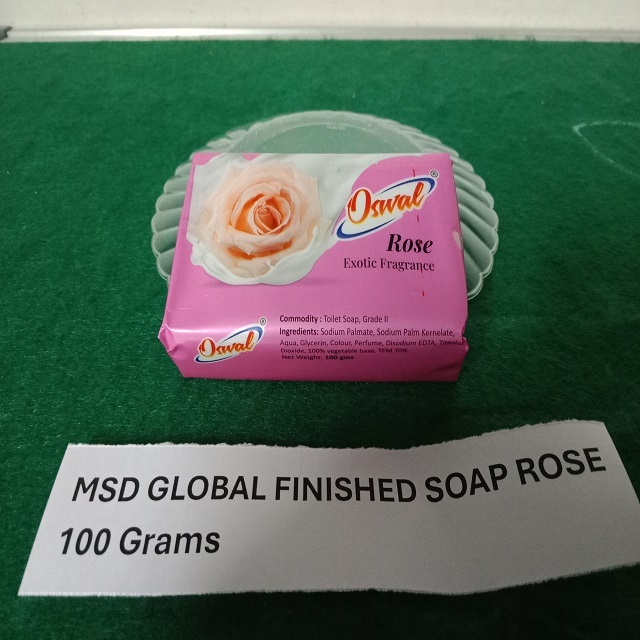 Oswal®
Rose
Exotic Fragrance
Oswal®
Commodity : Toilet Soap, Grade II
Ingredients: Sodium Palmate, Sodium Palm Kernelate,
Aqua, Glycerin, Colour, Perfume, Disodium EDTA, Titanium
Dioxide, 100% vegetable base, TFM 70%
Net Weight: 100 gms
MSD GLOBAL FINISHED SOAP ROSE
100 Grams